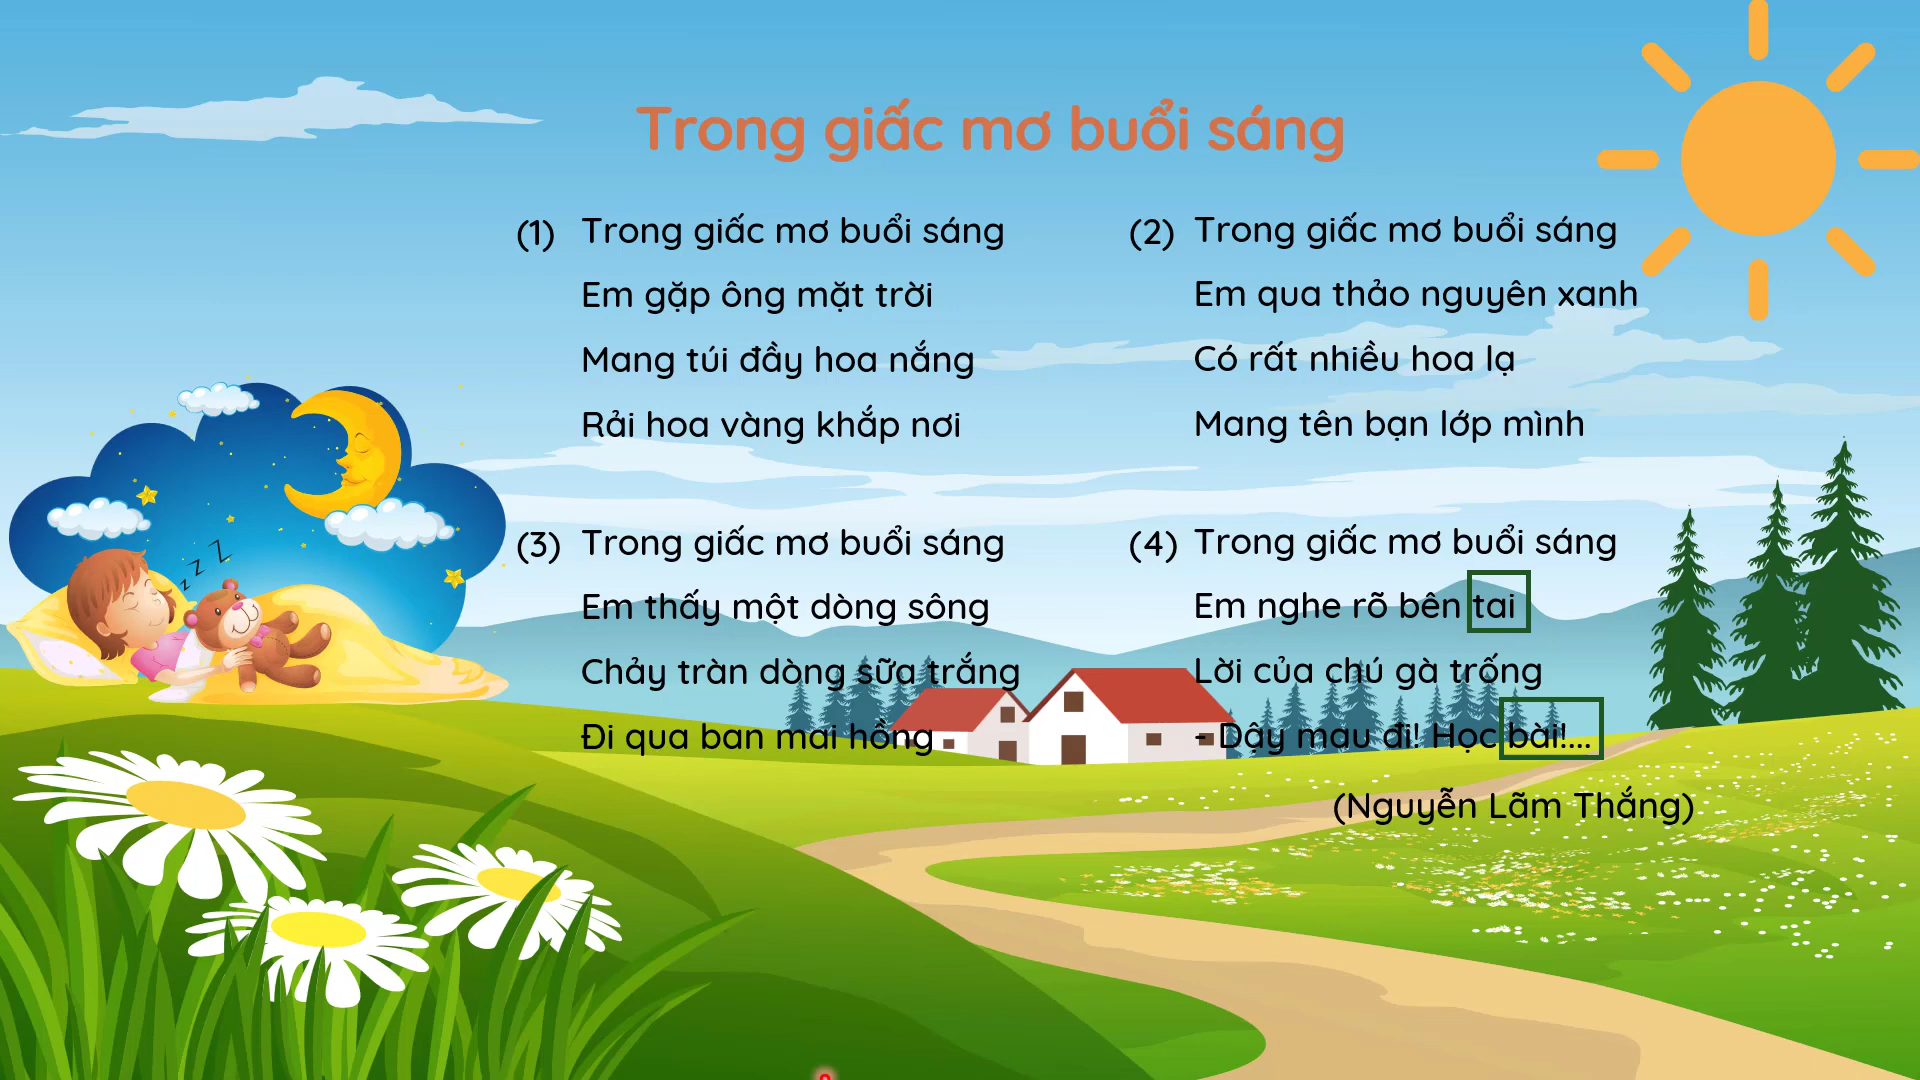 Trong giấc mơ buổi sáng
(1) Trong giấc mơ buổi sáng
Em gặp ông mặt trời
Mang túi đầy hoa nắng
Rải hoa vàng khắp nơi
(2) Trong giấc mơ buổi sáng
Em qua thảo nguyên xanh
Có rất nhiều hoa lạ
Mang tên bạn lớp mình
(3) Trong giấc mơ buổi sáng
Em thấy một dòng sông
Chảy tràn dòng sữa trắng
Đi qua ban mai hồng
(4) Trong giấc mơ buổi sáng
Em nghe rõ bên tai
Lời của chú gà trống
- Dậy mau đi! Học bài!...
(Nguyễn Lãm Thắng)
z z Z